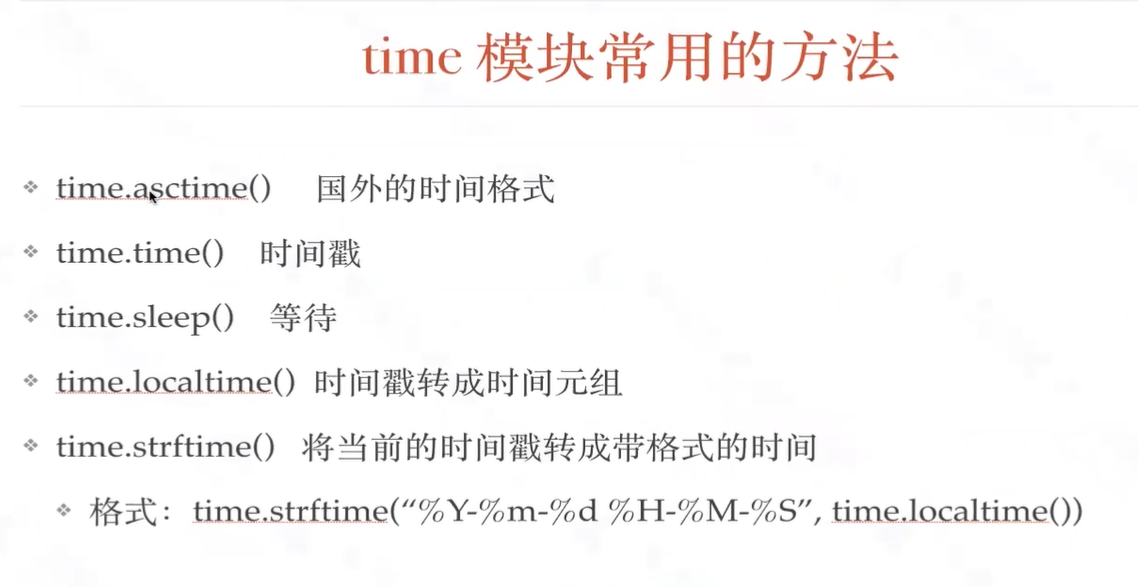 time 模块常用的方法
time.asctime() 国外的时间格式
time.time() 时间戳
time.sleep() 等待
time.localtime() 时间戳转成时间元组
time.strftime() 将当前的时间戳转成带格式的时间
格式：time.strftime(“%Y-%m-%d %H-%M-%S”, time.localtime())